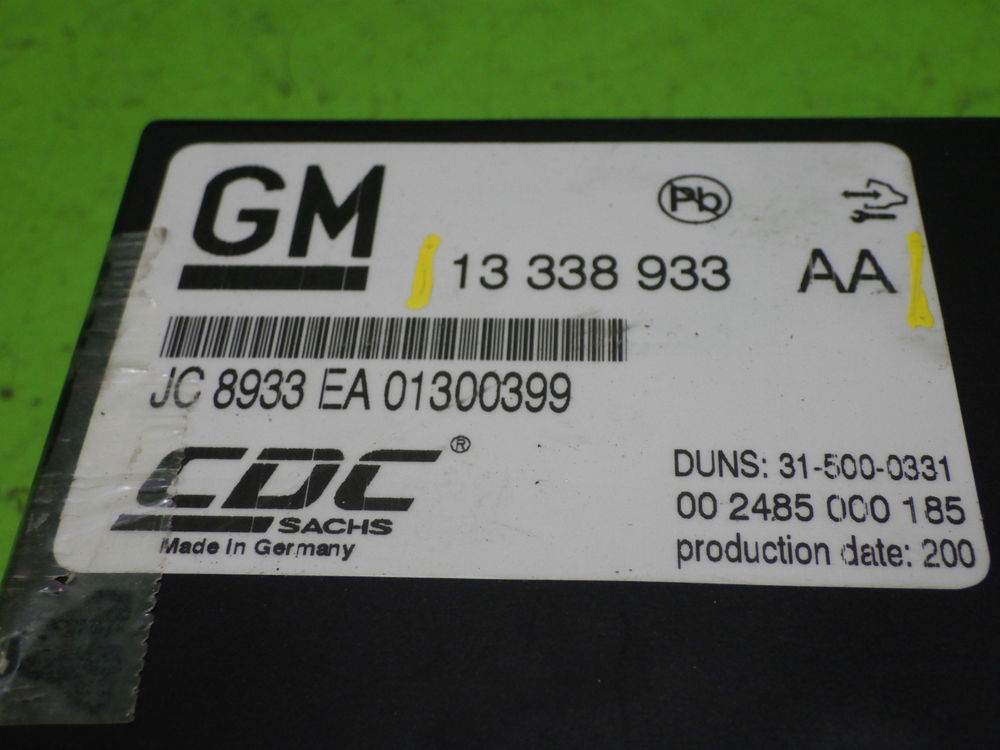 GM
Pb
13 338 933 AA
JC 8933 EA 01300399
CDC®
SACHS
Made In Germany
DUNS: 31-500-0331
00 2485 000 185
production date: 200